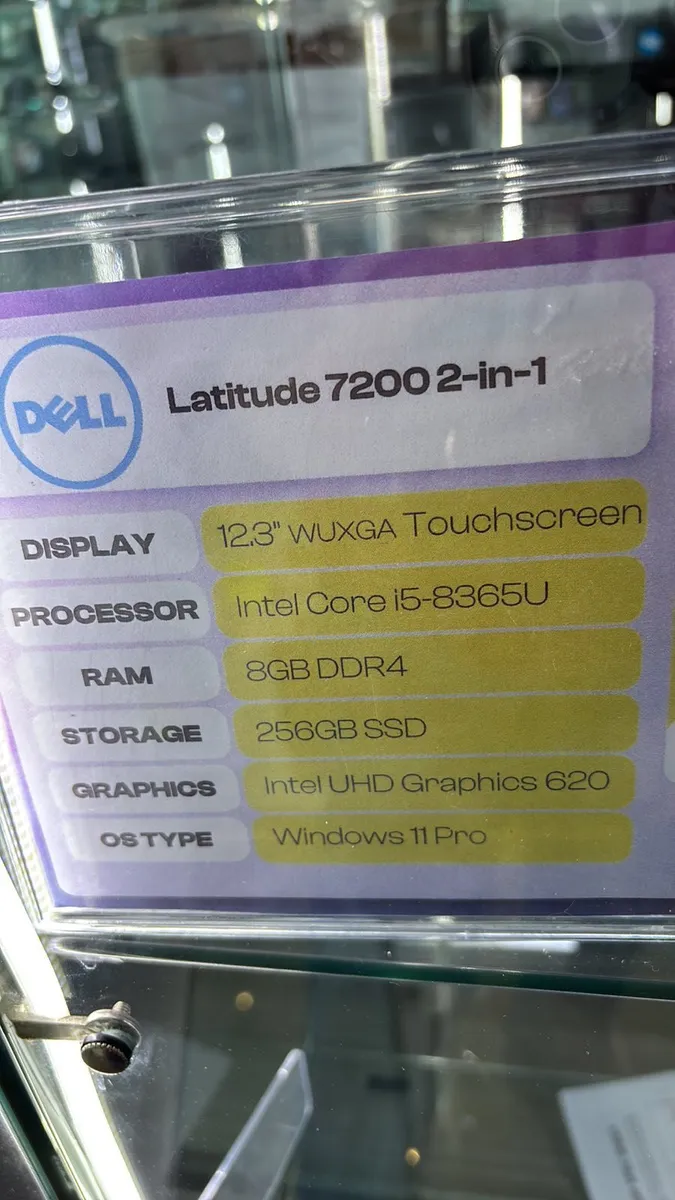 DELL
Latitude 7200 2-in-1
DISPLAY 12.3" WUXGA Touchscreen
PROCESSOR Intel Core i5-8365U
RAM 8GB DDR4
STORAGE 256GB SSD
GRAPHICS Intel UHD Graphics 620
OS TYPE Windows 11 Pro